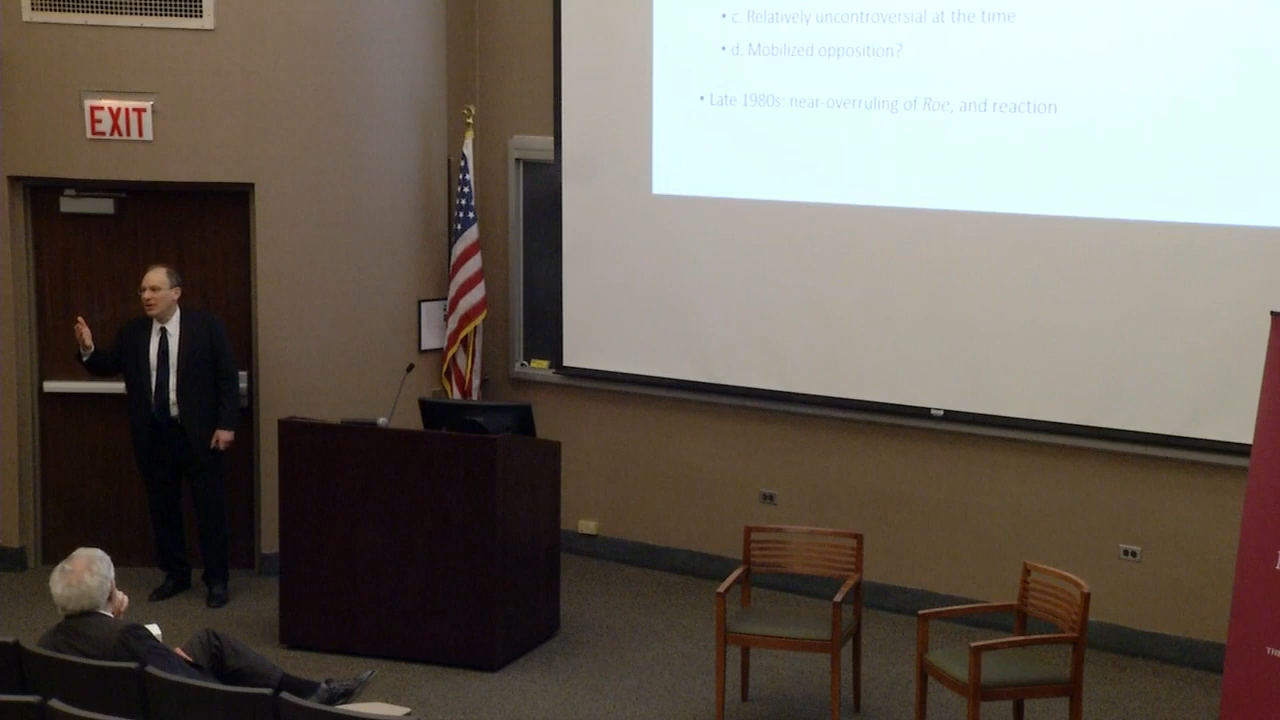 • c. Relatively uncontroversial at the time
• d. Mobilized opposition?
• Late 1980s: near-overruling of Roe, and reaction
EXIT